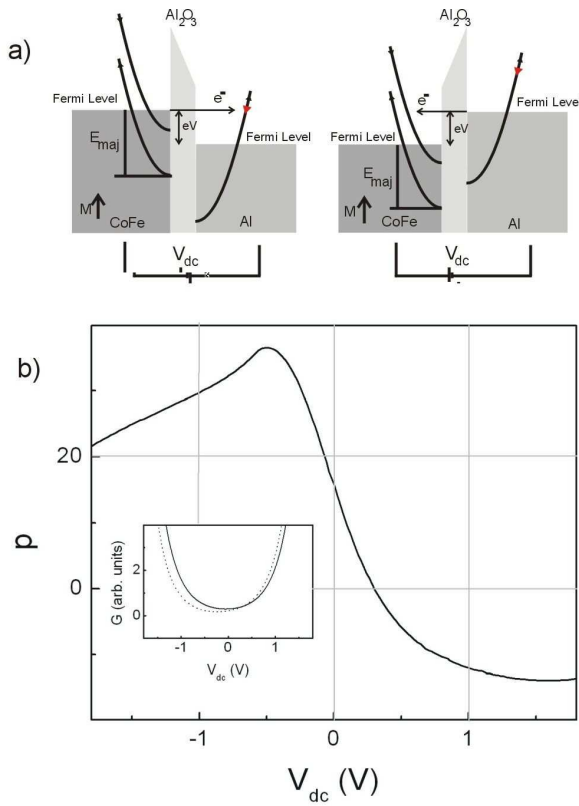 a)
Al2O3
Fermi Level
e-
eV
Fermi Level
Emaj
M
CoFe
Al
Vdc
Al2O3
Fermi Leve
e-
eV
Fermi Level
Emaj
M
CoFe
Al
Vdc
b)
p
20
0
-1
0
1
Vdc (V)
G (arb. units)
2
0
-1
0
1
Vdc (V)